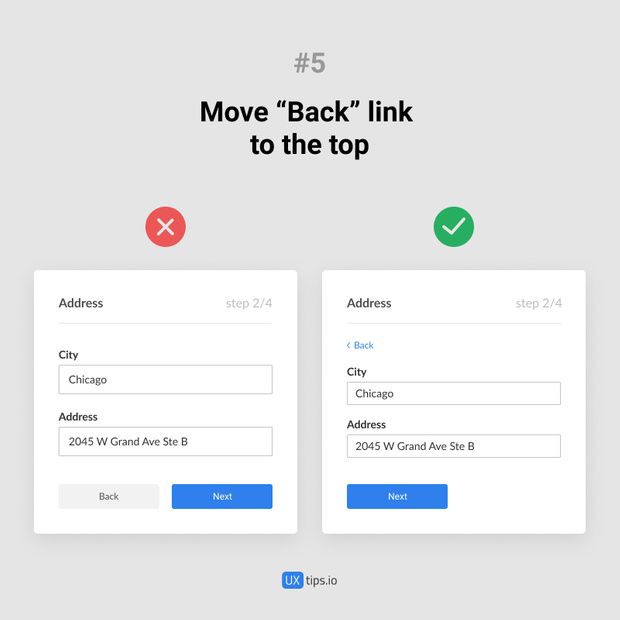 #5
Move “Back” link
to the top
Address step 2/4
City
Chicago
Address
2045 W Grand Ave Ste B
Back Next
Address step 2/4
‹ Back
City
Chicago
Address
2045 W Grand Ave Ste B
Next
UX tips.io